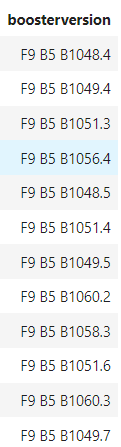 boosterversion
F9 B5 B1048.4
F9 B5 B1049.4
F9 B5 B1051.3
F9 B5 B1056.4
F9 B5 B1048.5
F9 B5 B1051.4
F9 B5 B1049.5
F9 B5 B1060.2
F9 B5 B1058.3
F9 B5 B1051.6
F9 B5 B1060.3
F9 B5 B1049.7